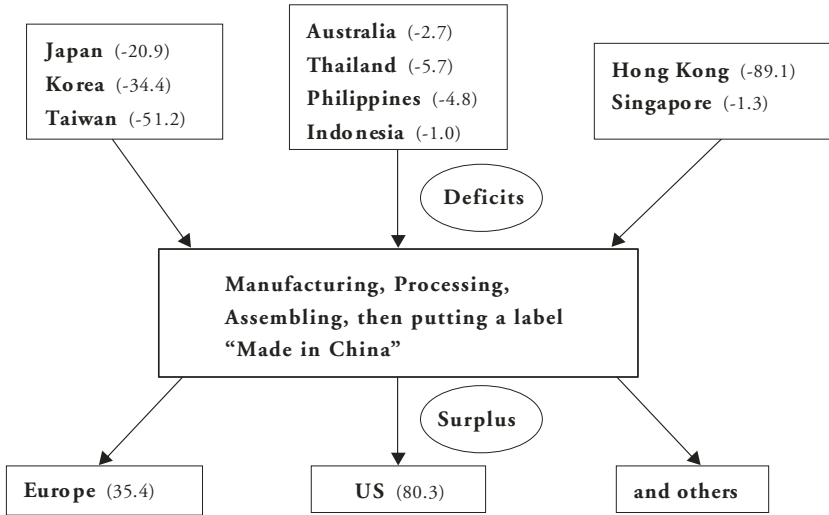 Japan (-20.9)
Korea (-34.4)
Taiwan (-51.2)
Australia (-2.7)
Thailand (-5.7)
Philippines (-4.8)
Indonesia (-1.0)
Hong Kong (-89.1)
Singapore (-1.3)
Deficits
Manufacturing, Processing,
Assembling, then putting a label
“Made in China”
Surplus
Europe (35.4)
US (80.3)
and others